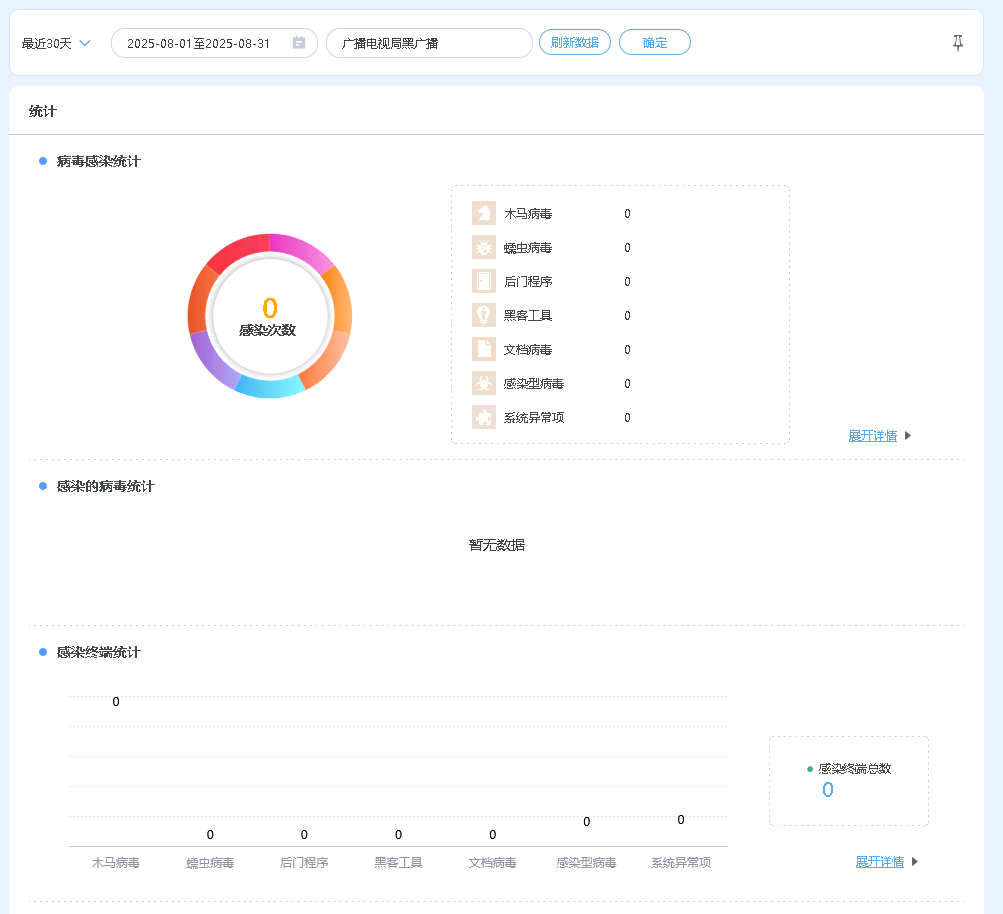 最近30天 2025-08-01至2025-08-31 广播电视局黑广播 刷新数据 确定
统计
病毒感染统计
0
感染次数
木马病毒 0
蠕虫病毒 0
后门程序 0
黑客工具 0
文档病毒 0
感染型病毒 0
系统异常项 0
展开详情
感染的病毒统计
暂无数据
感染终端统计
0 0 0 0 0 0 0
木马病毒 蠕虫病毒 后门程序 黑客工具 文档病毒 感染型病毒 系统异常项
感染终端总数
0
展开详情